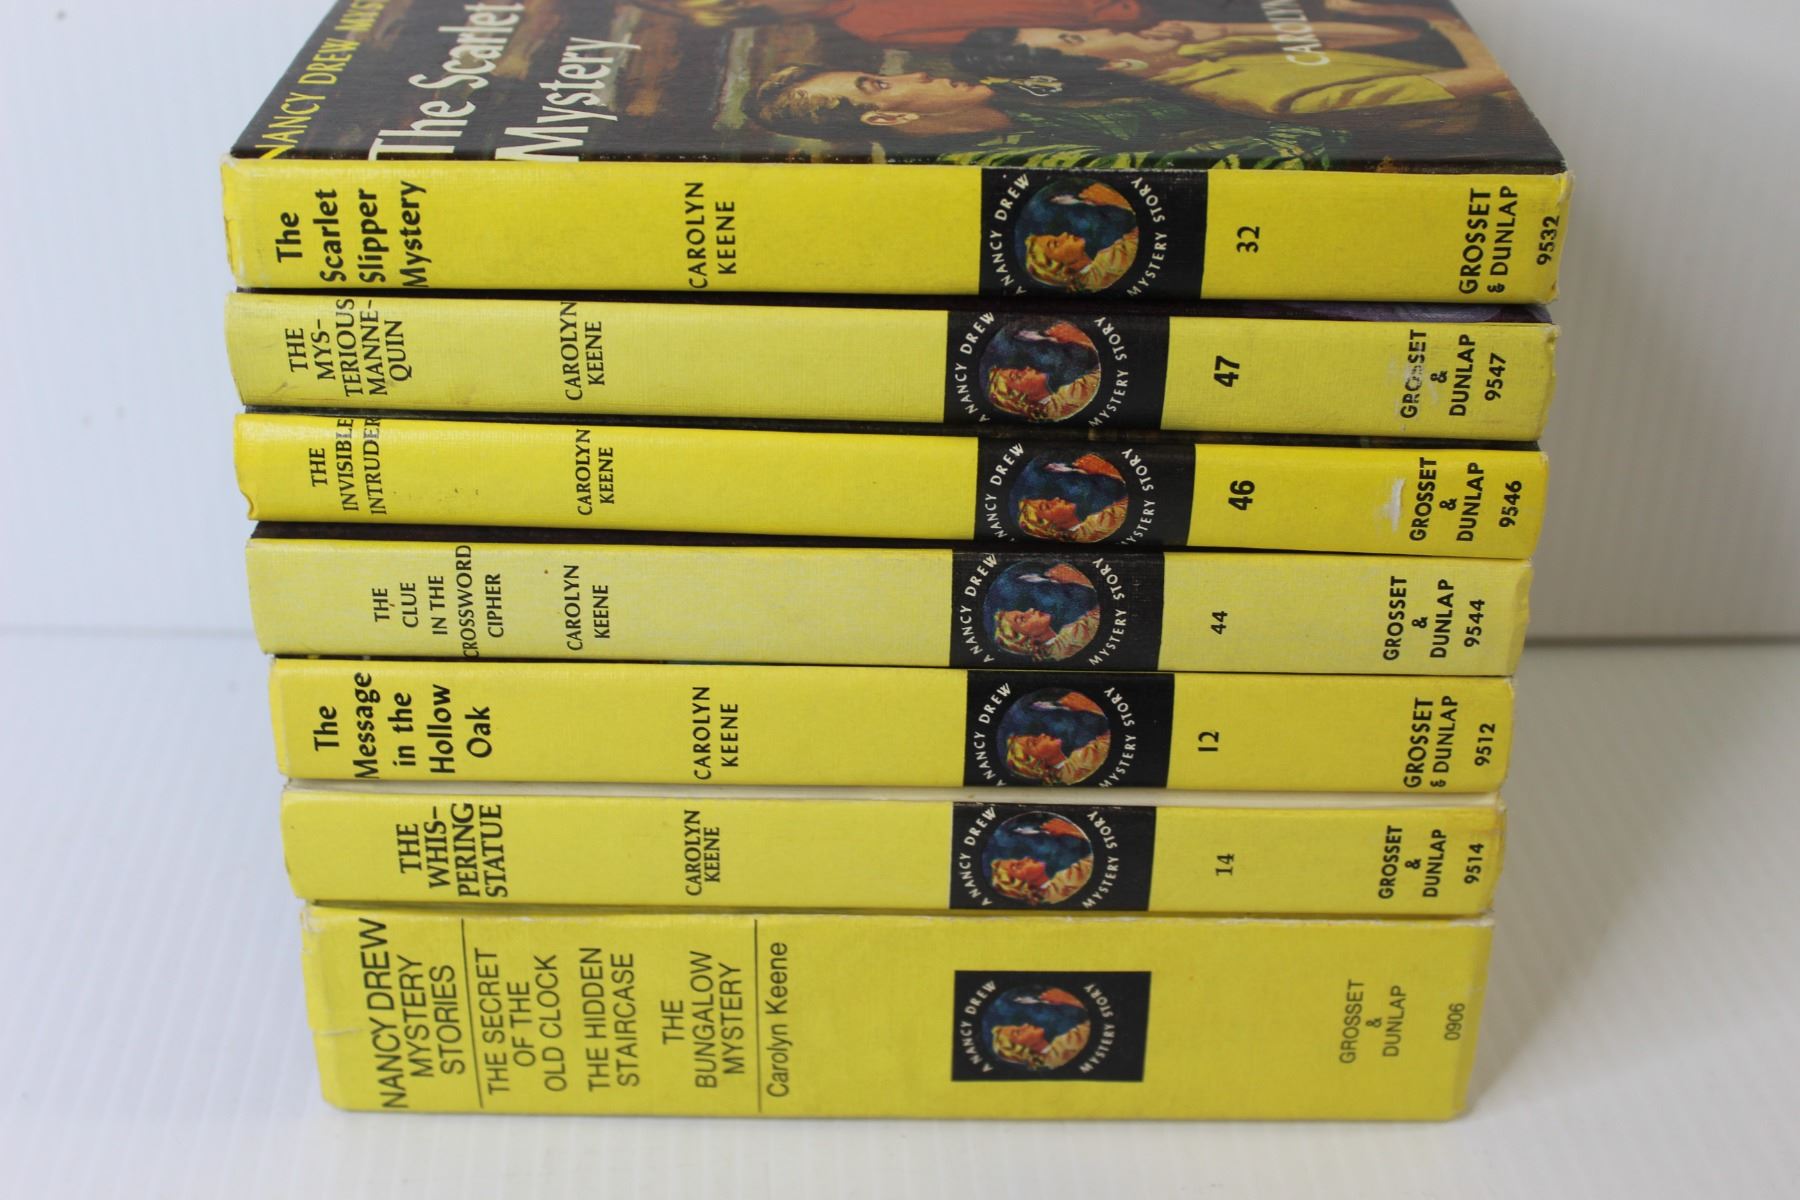 NANCY DREW MYST
The Scarlet
Mystery
CAROLYN
The
Scarlet
Slipper
Mystery
CAROLYN
KEENE
A NANCY DREW
MYSTERY STORY
32
GROSSET
& DUNLAP
9532
THE
MYS-
TERIOUS
MANNE-
QUIN
CAROLYN
KEENE
A NANCY DREW
MYSTERY STORY
47
GROSSET
&
DUNLAP
9547
THE
INVISIBLE
INTRUDER
CAROLYN
KEENE
A NANCY DREW
MYSTERY STORY
46
GROSSET
&
DUNLAP
9546
THE
CLUE
IN THE
CROSSWORD
CIPHER
CAROLYN
KEENE
A NANCY DREW
MYSTERY STORY
44
GROSSET
&
DUNLAP
9544
The
Message
in the
Hollow
Oak
CAROLYN
KEENE
A NANCY DREW
MYSTERY STORY
12
GROSSET
& DUNLAP
9512
THE
WHIS-
PERING
STATUE
CAROLYN
KEENE
A NANCY DREW
MYSTERY STORY
14
GROSSET
&
DUNLAP
9514
NANCY DREW
MYSTERY
STORIES
THE SECRET
OF THE
OLD CLOCK
THE HIDDEN
STAIRCASE
THE
BUNGALOW
MYSTERY
Carolyn Keene
A NANCY DREW
MYSTERY STORY
GROSSET
&
DUNLAP
0906